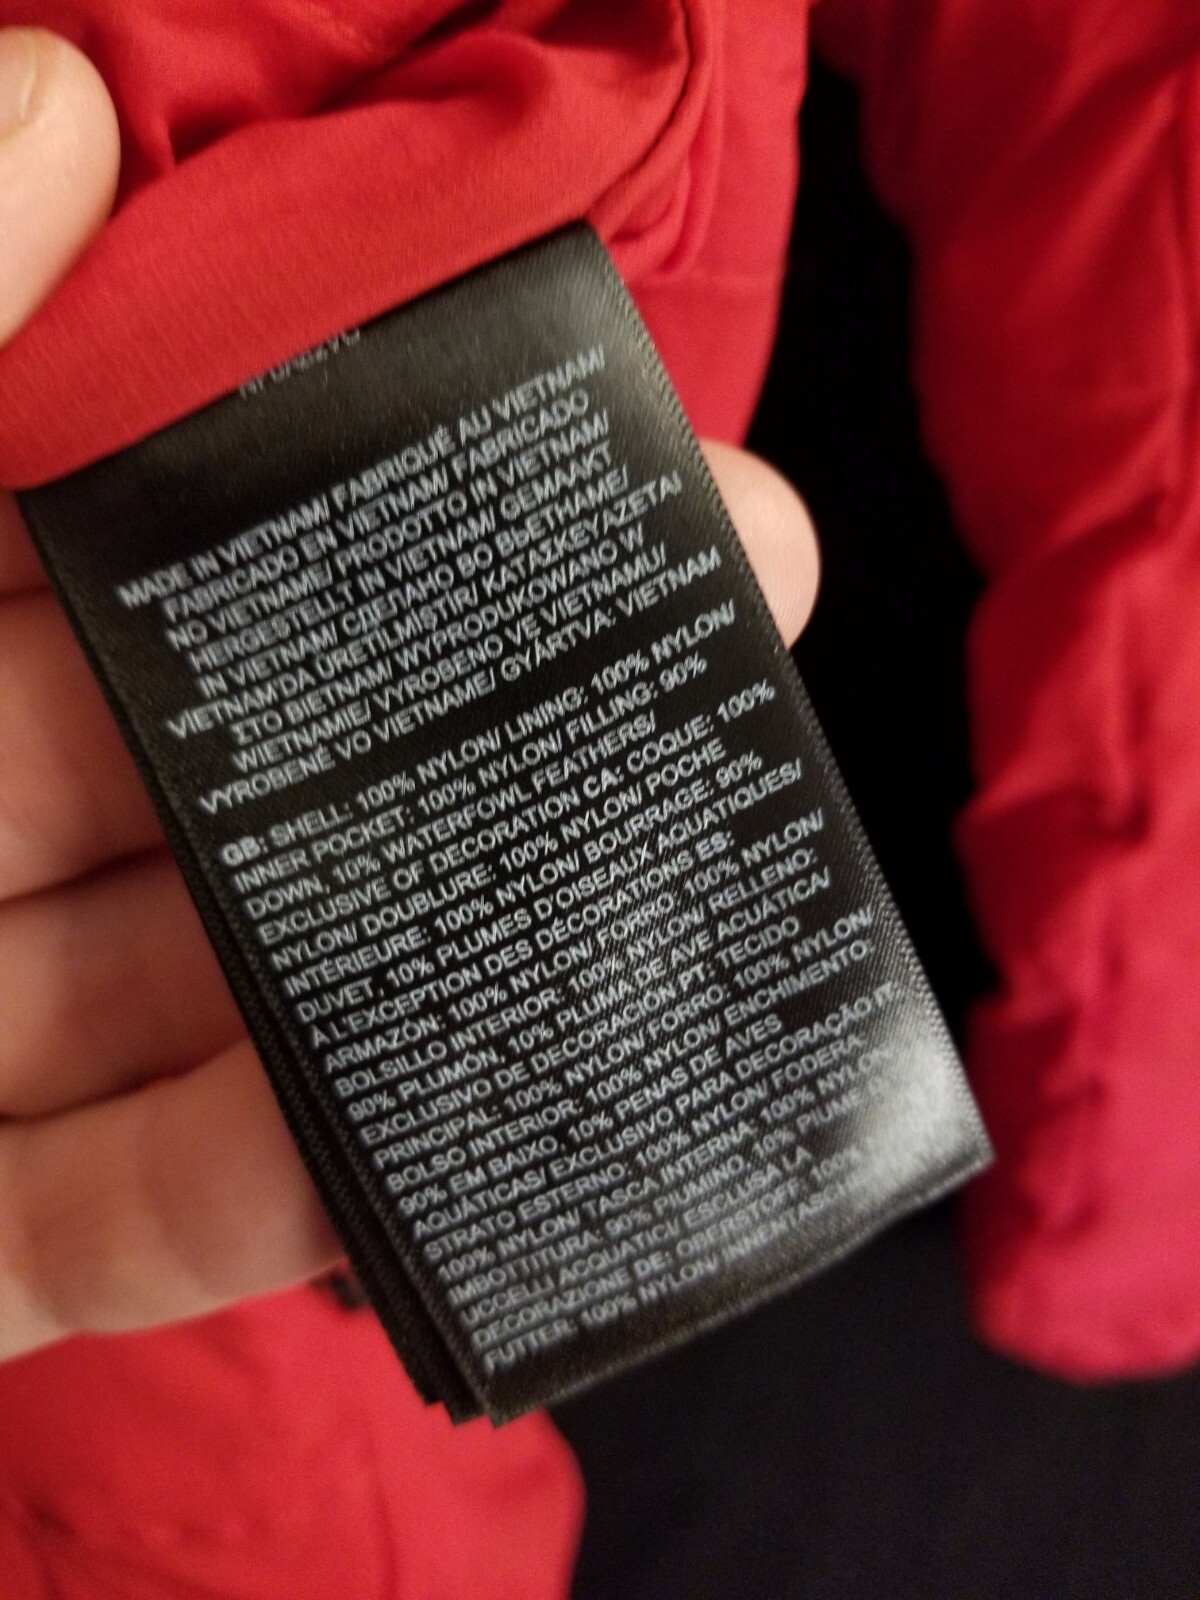 MADE IN VIETNAM/ FABRIQUÉ AU VIETNAM/
FABRICADO EN VIETNAM/ FABRICADO
NO VIETNAME/ PRODOTTO IN VIETNAM/
HERGESTELLT IN VIETNAM/ GEMAAKT
IN VIETNAM/ СДЕЛАНО ВО ВЬЕТНАМЕ/
VIETNAM'DA ÜRETİLMİŞTİR/ ΚΑΤΑΣΚΕΥΑΖΕΤΑΙ
ΣΤΟ ΒΙΕΤΝΑΜ/ WYPRODUKOWANO W
WIETNAMIE/ VYROBENO VE VIETNAMU/
VYROBENÉ VO VIETNAME/ GYÁRTVA: VIETNAM
GB: SHELL: 100% NYLON/ LINING: 100% NYLON/
INNER POCKET: 100% NYLON/ FILLING: 90%
DOWN, 10% WATERFOWL FEATHERS/
EXCLUSIVE OF DECORATION CA: COQUE: 100%
NYLON/ DOUBLURE: 100% NYLON/ POCHE
INTÉRIEURE: 100% NYLON/ BOURRAGE: 90%
DUVET, 10% PLUMES D'OISEAUX AQUATIQUES/
À L'EXCEPTION DES DÉCORATIONS ES:
ARMAZÓN: 100% NYLON/ FORRO: 100% NYLON/
BOLSILLO INTERIOR: 100% NYLON/ RELLENO:
90% PLUMÓN, 10% PLUMA DE AVE ACUÁTICA/
EXCLUSIVO DE DECORACIÓN PT: TECIDO
PRINCIPAL: 100% NYLON/ FORRO: 100% NYLON/
BOLSO INTERIOR: 100% NYLON/ ENCHIMENTO:
90% EM BAIXO, 10% PENAS DE AVES
AQUÁTICAS/ EXCLUSIVO PARA DECORAÇÃO IT:
STRATO ESTERNO: 100% NYLON/ FODERA:
100% NYLON/ TASCA INTERNA: 100% NYLON/
IMBOTTITURA: 90% PIUMINO, 10% PIUME
UCCELLI ACQUATICI/ ESCLUSA LA
DECORAZIONE DE: OBERSTOFF: 100%
FUTTER: 100% NYLON/